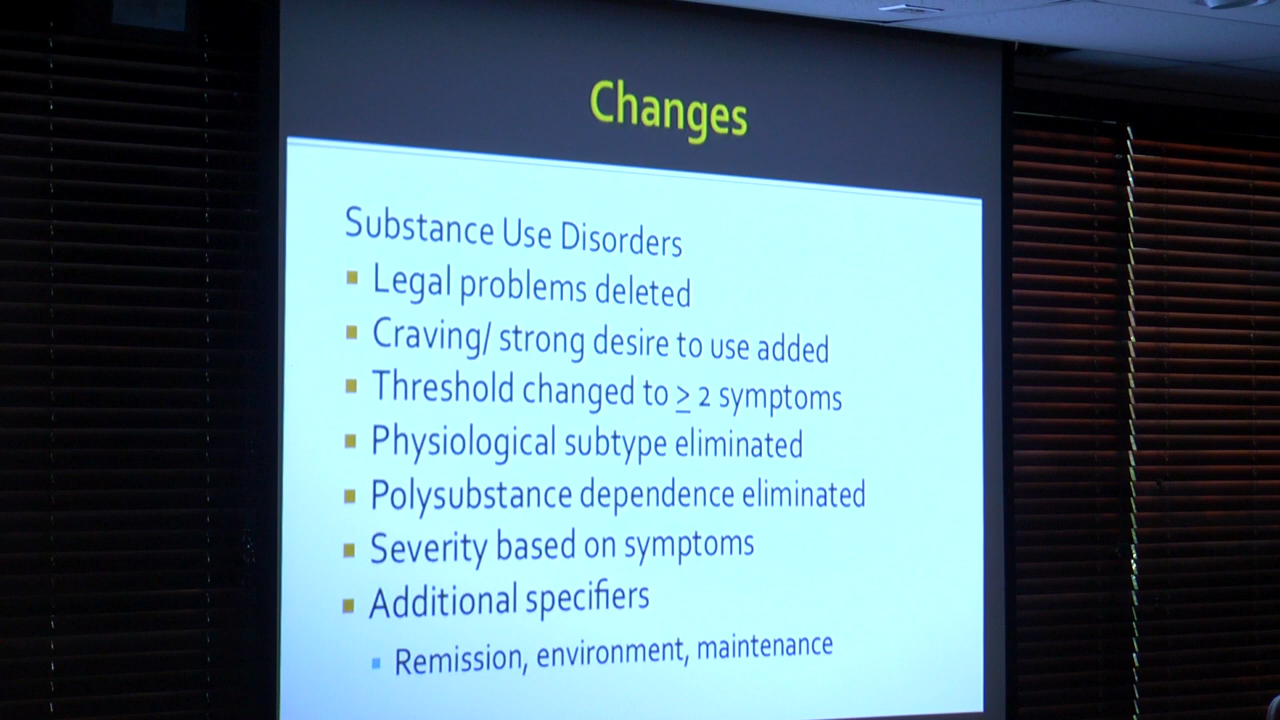 Changes
Substance Use Disorders
Legal problems deleted
Craving/ strong desire to use added
Threshold changed to ≥ 2 symptoms
Physiological subtype eliminated
Polysubstance dependence eliminated
Severity based on symptoms
Additional specifiers
Remission, environment, maintenance